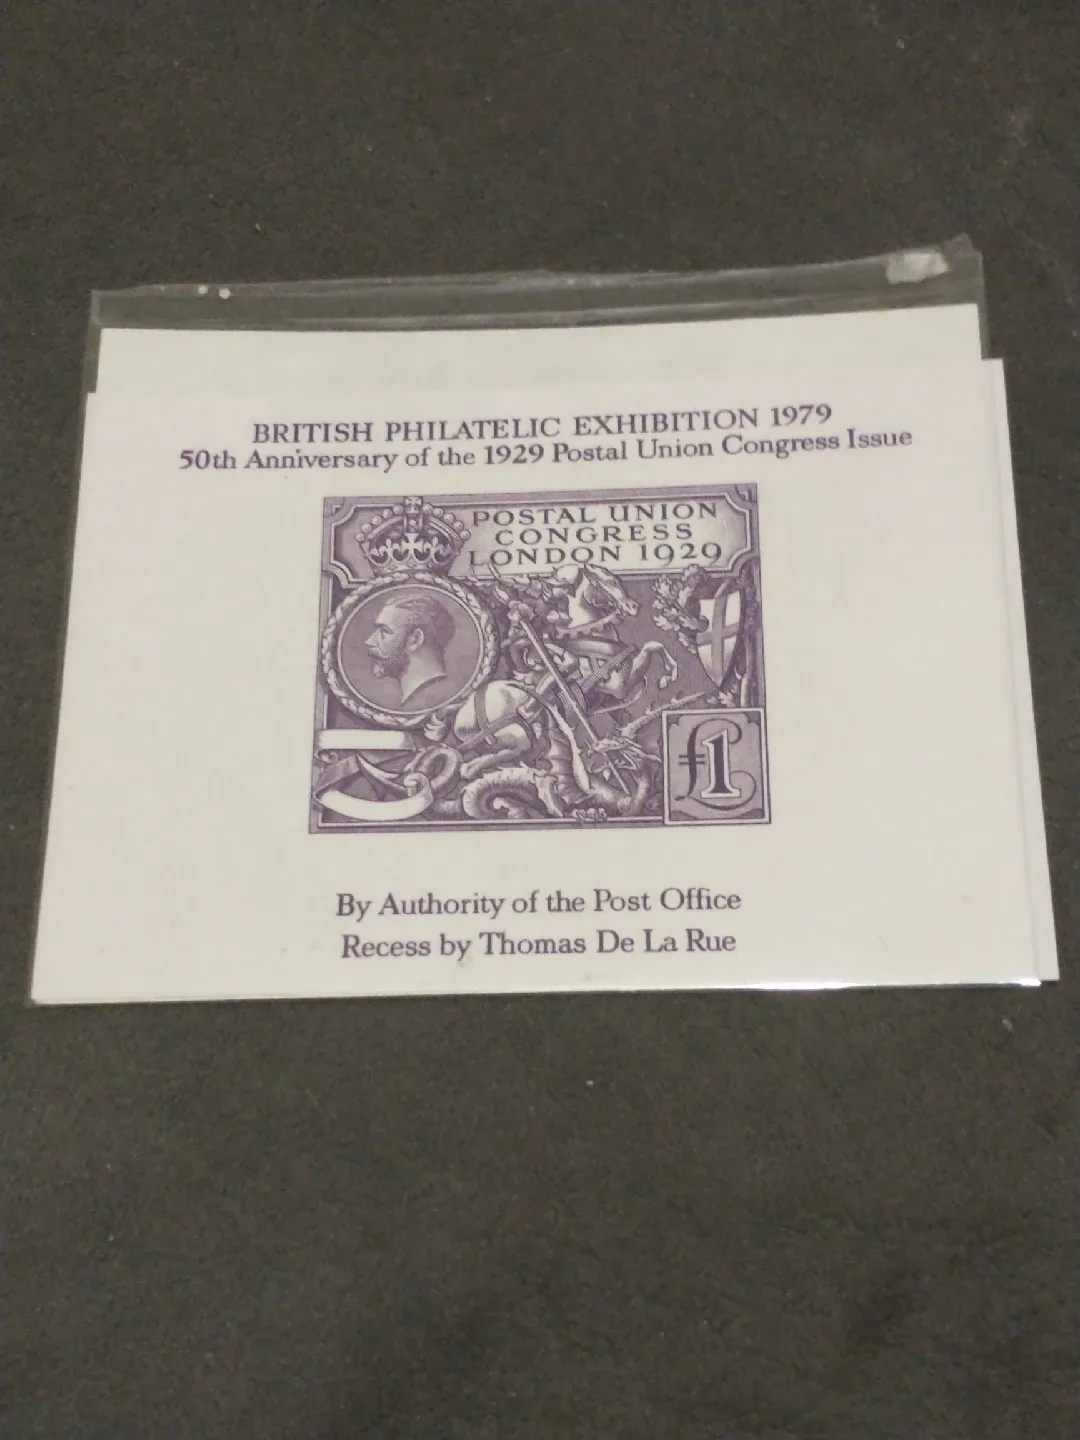 BRITISH PHILATELIC EXHIBITION 1979
50th Anniversary of the 1929 Postal Union Congress Issue
POSTAL UNION
CONGRESS
LONDON 1929
£1
By Authority of the Post Office
Recess by Thomas De La Rue